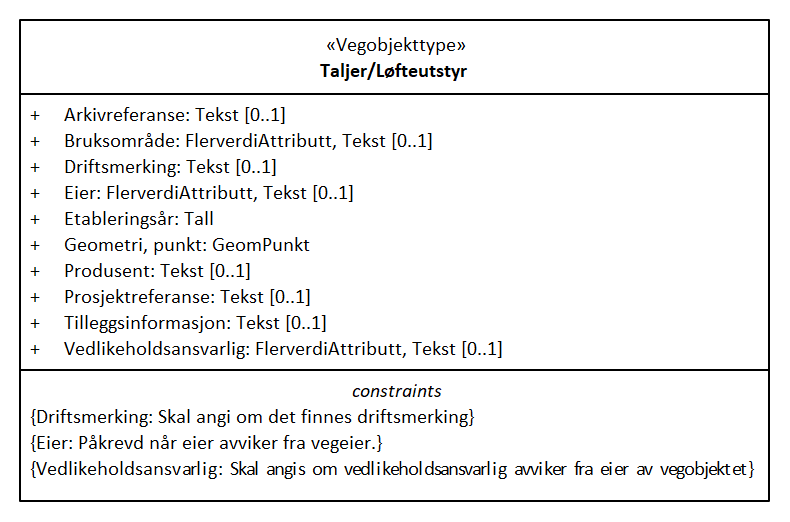 «Vegobjekttype»
Taljer/Løfteutstyr
+ Arkivreferanse: Tekst [0..1]
+ Bruksområde: FlerverdiAttributt, Tekst [0..1]
+ Driftsmerking: Tekst [0..1]
+ Eier: FlerverdiAttributt, Tekst [0..1]
+ Etableringsår: Tall
+ Geometri, punkt: GeomPunkt
+ Produsent: Tekst [0..1]
+ Prosjektreferanse: Tekst [0..1]
+ Tilleggsinformasjon: Tekst [0..1]
+ Vedlikeholdsansvarlig: FlerverdiAttributt, Tekst [0..1]
constraints
{Driftsmerking: Skal angi om det finnes driftsmerking}
{Eier: Påkrevd når eier avviker fra vegeier.}
{Vedlikeholdsansvarlig: Skal angis om vedlikeholdsansvarlig avviker fra eier av vegobjektet}